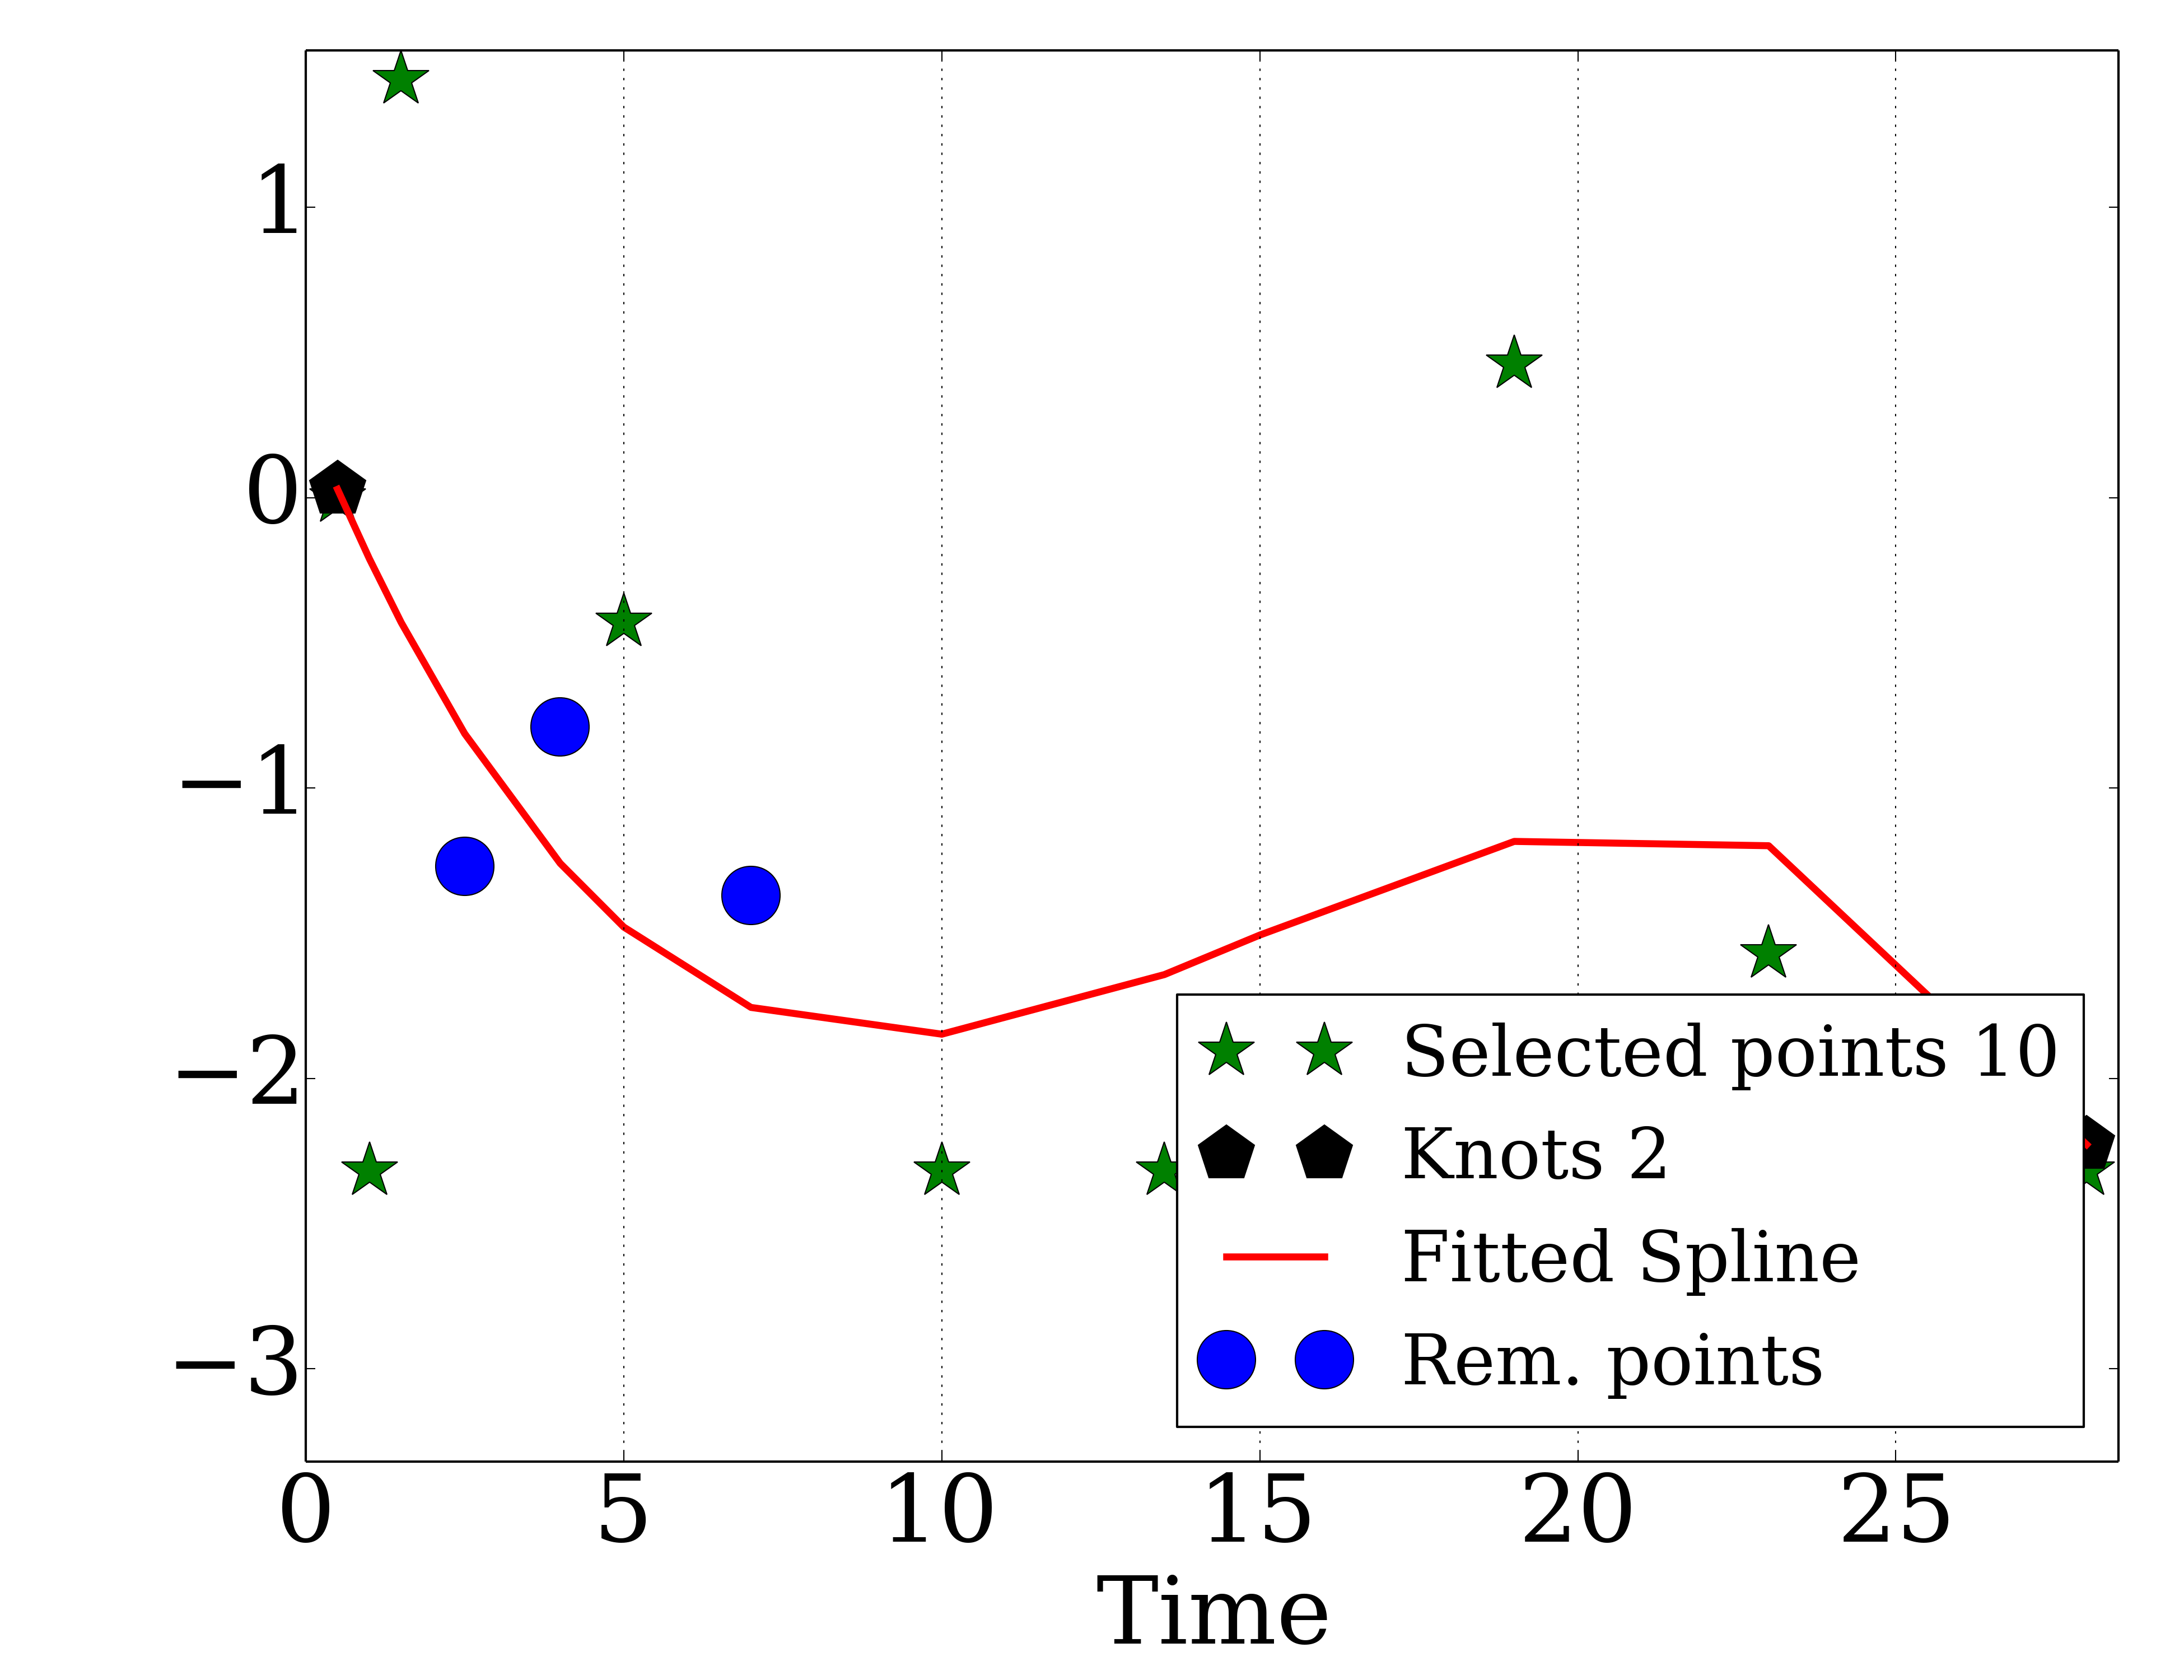 1
0
−1
−2
−3
Selected points 10
Knots 2
Fitted Spline
Rem. points
0 5 10 15 20 25
Time